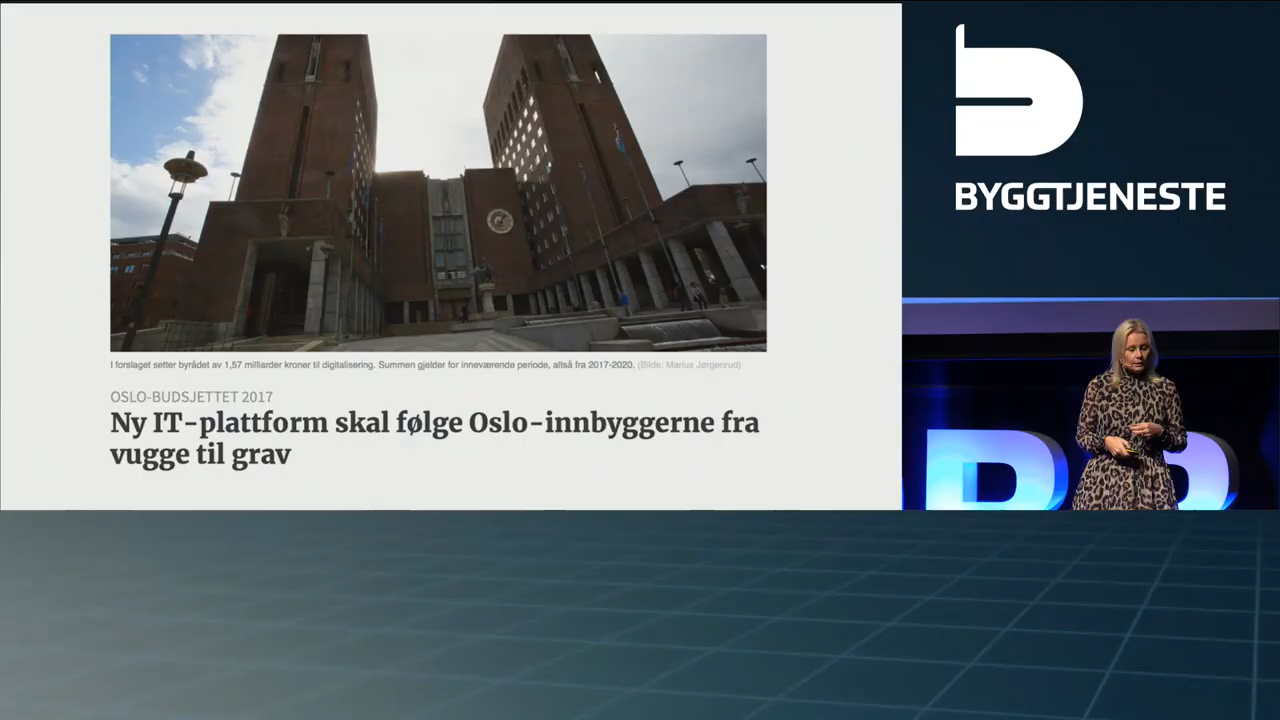 I forslaget setter byrådet av 1,57 milliarder kroner til digitalisering. Summen gjelder for inneværende periode, altså fra 2017-2020. (Bilde: Marius Jørgenrud)
OSLO-BUDSJETTET 2017
Ny IT-plattform skal følge Oslo-innbyggerne fra
vugge til grav
BYGGTJENESTE